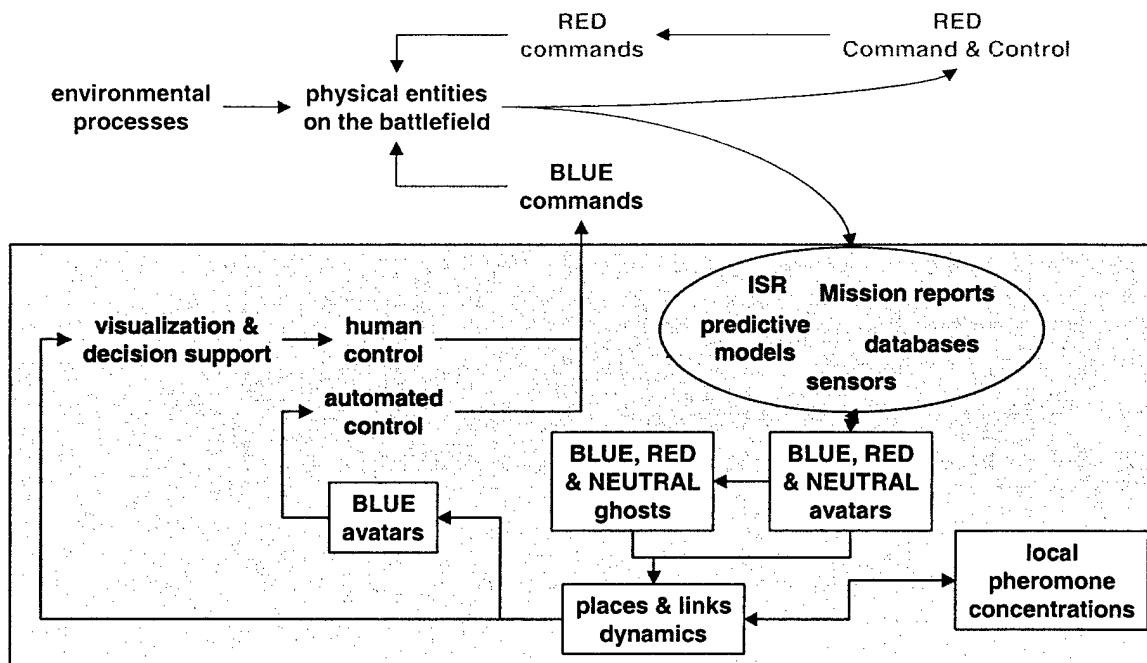 RED
commands
RED
Command & Control
environmental
processes
physical entities
on the battlefield
BLUE
commands
ISR
Mission reports
predictive
models
databases
sensors
visualization &
decision support
human
control
automated
control
BLUE, RED
& NEUTRAL
ghosts
BLUE, RED
& NEUTRAL
avatars
BLUE
avatars
local
pheromone
concentrations
places & links
dynamics